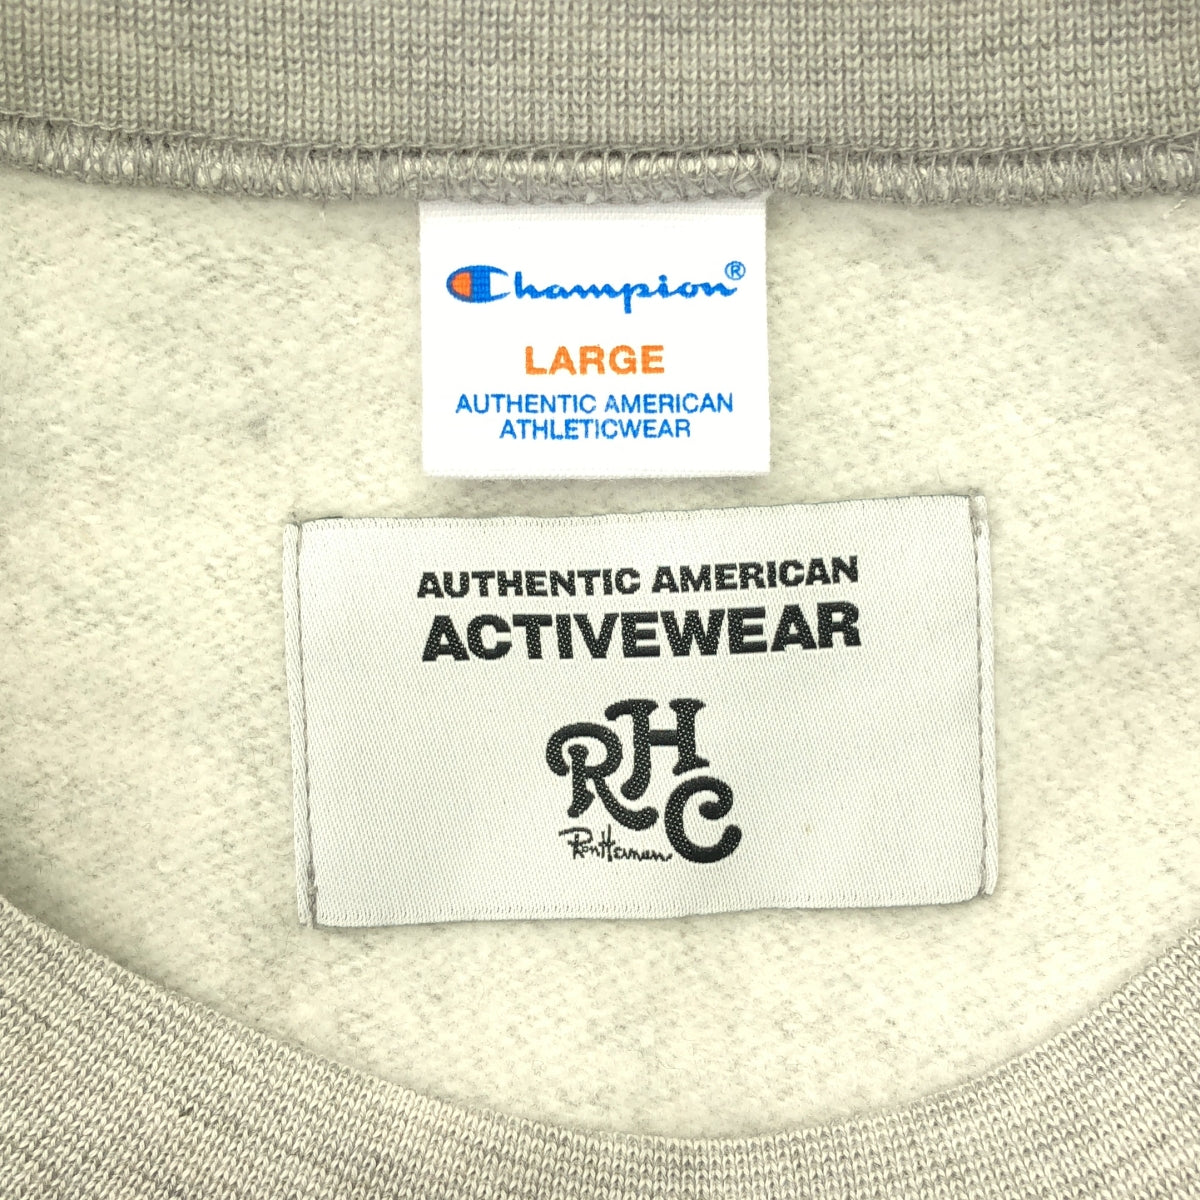 Champion®
LARGE
AUTHENTIC AMERICAN
ATHLETICWEAR
AUTHENTIC AMERICAN
ACTIVEWEAR
RHC
Ron Herman